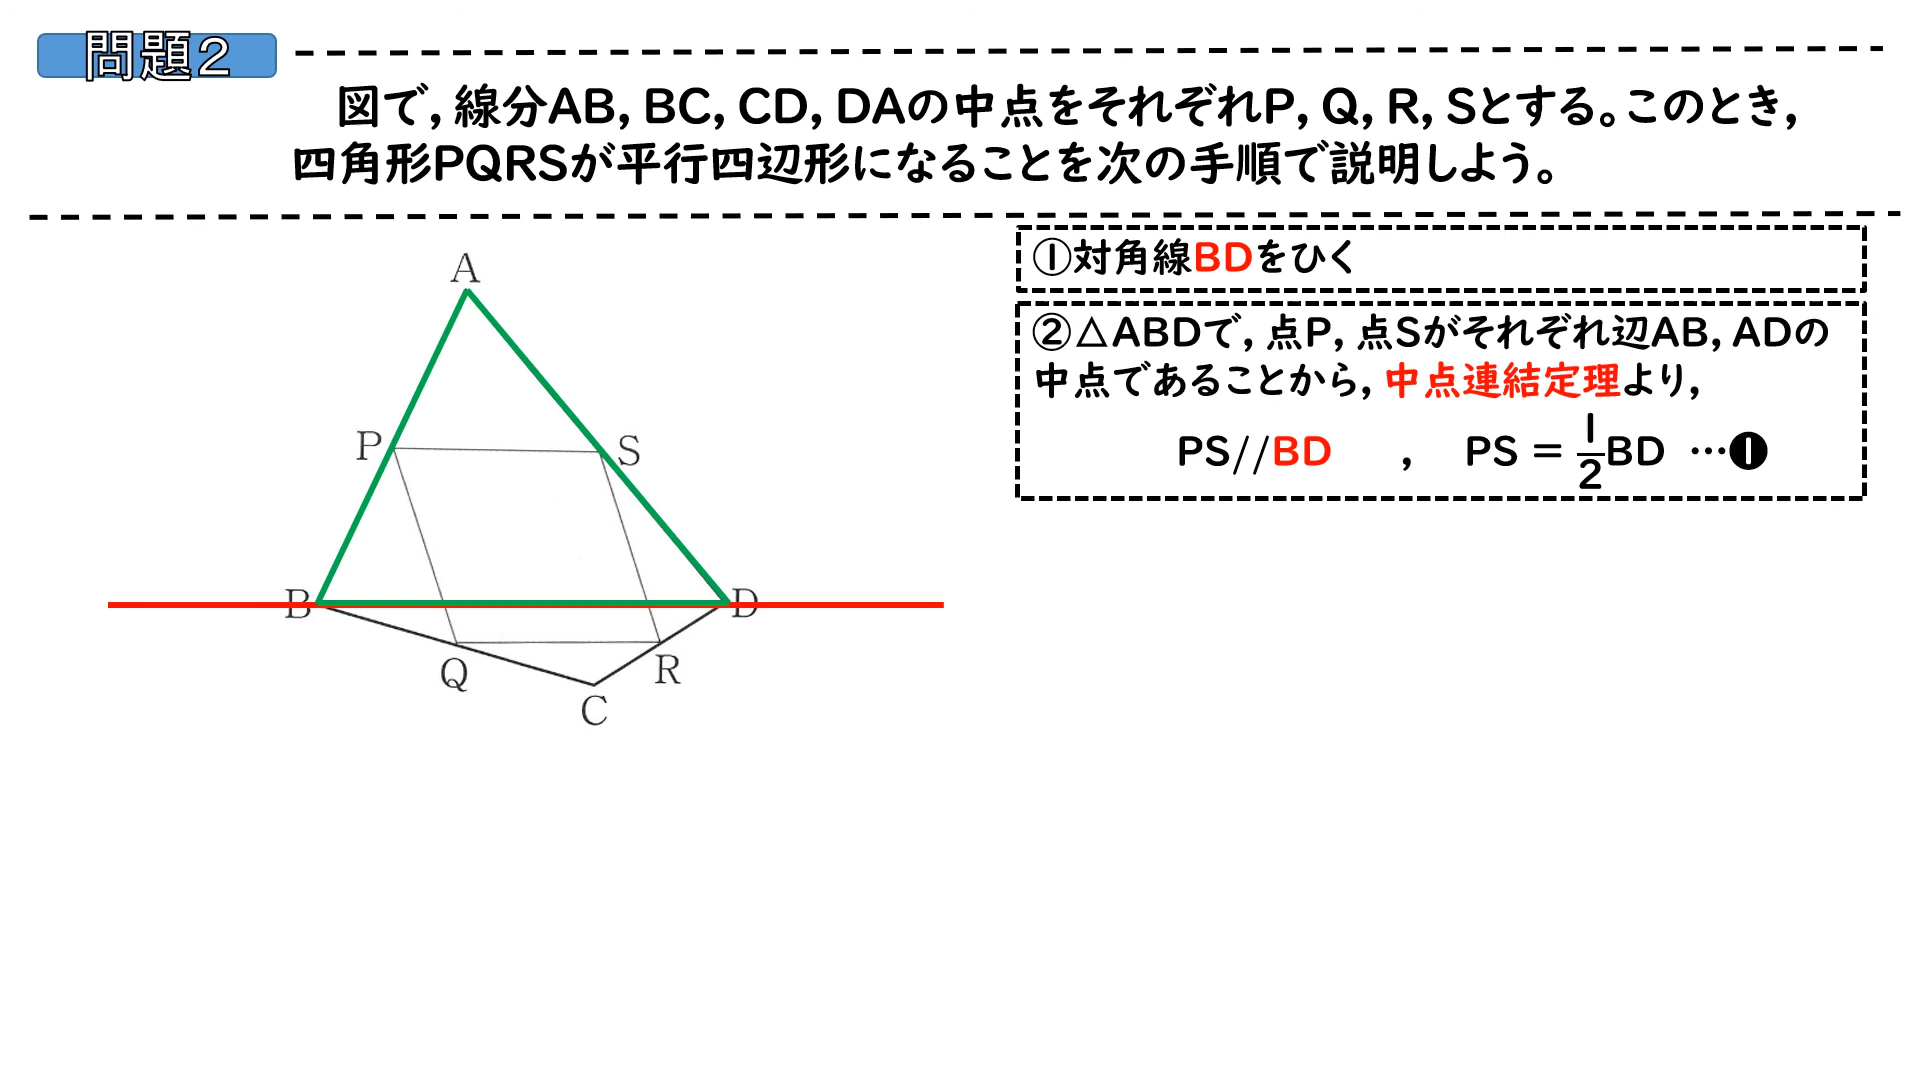 問題２
図で，線分AB，BC，CD，DAの中点をそれぞれP，Q，R，Sとする。このとき，
四角形PQRSが平行四辺形になることを次の手順で説明しよう。
①対角線BDをひく
②△ABDで，点P，点Sがそれぞれ辺AB，ADの
中点であることから，中点連結定理より，
PS//BD ， PS = 1/2 BD …❶
A
P
S
B
D
Q
R
C